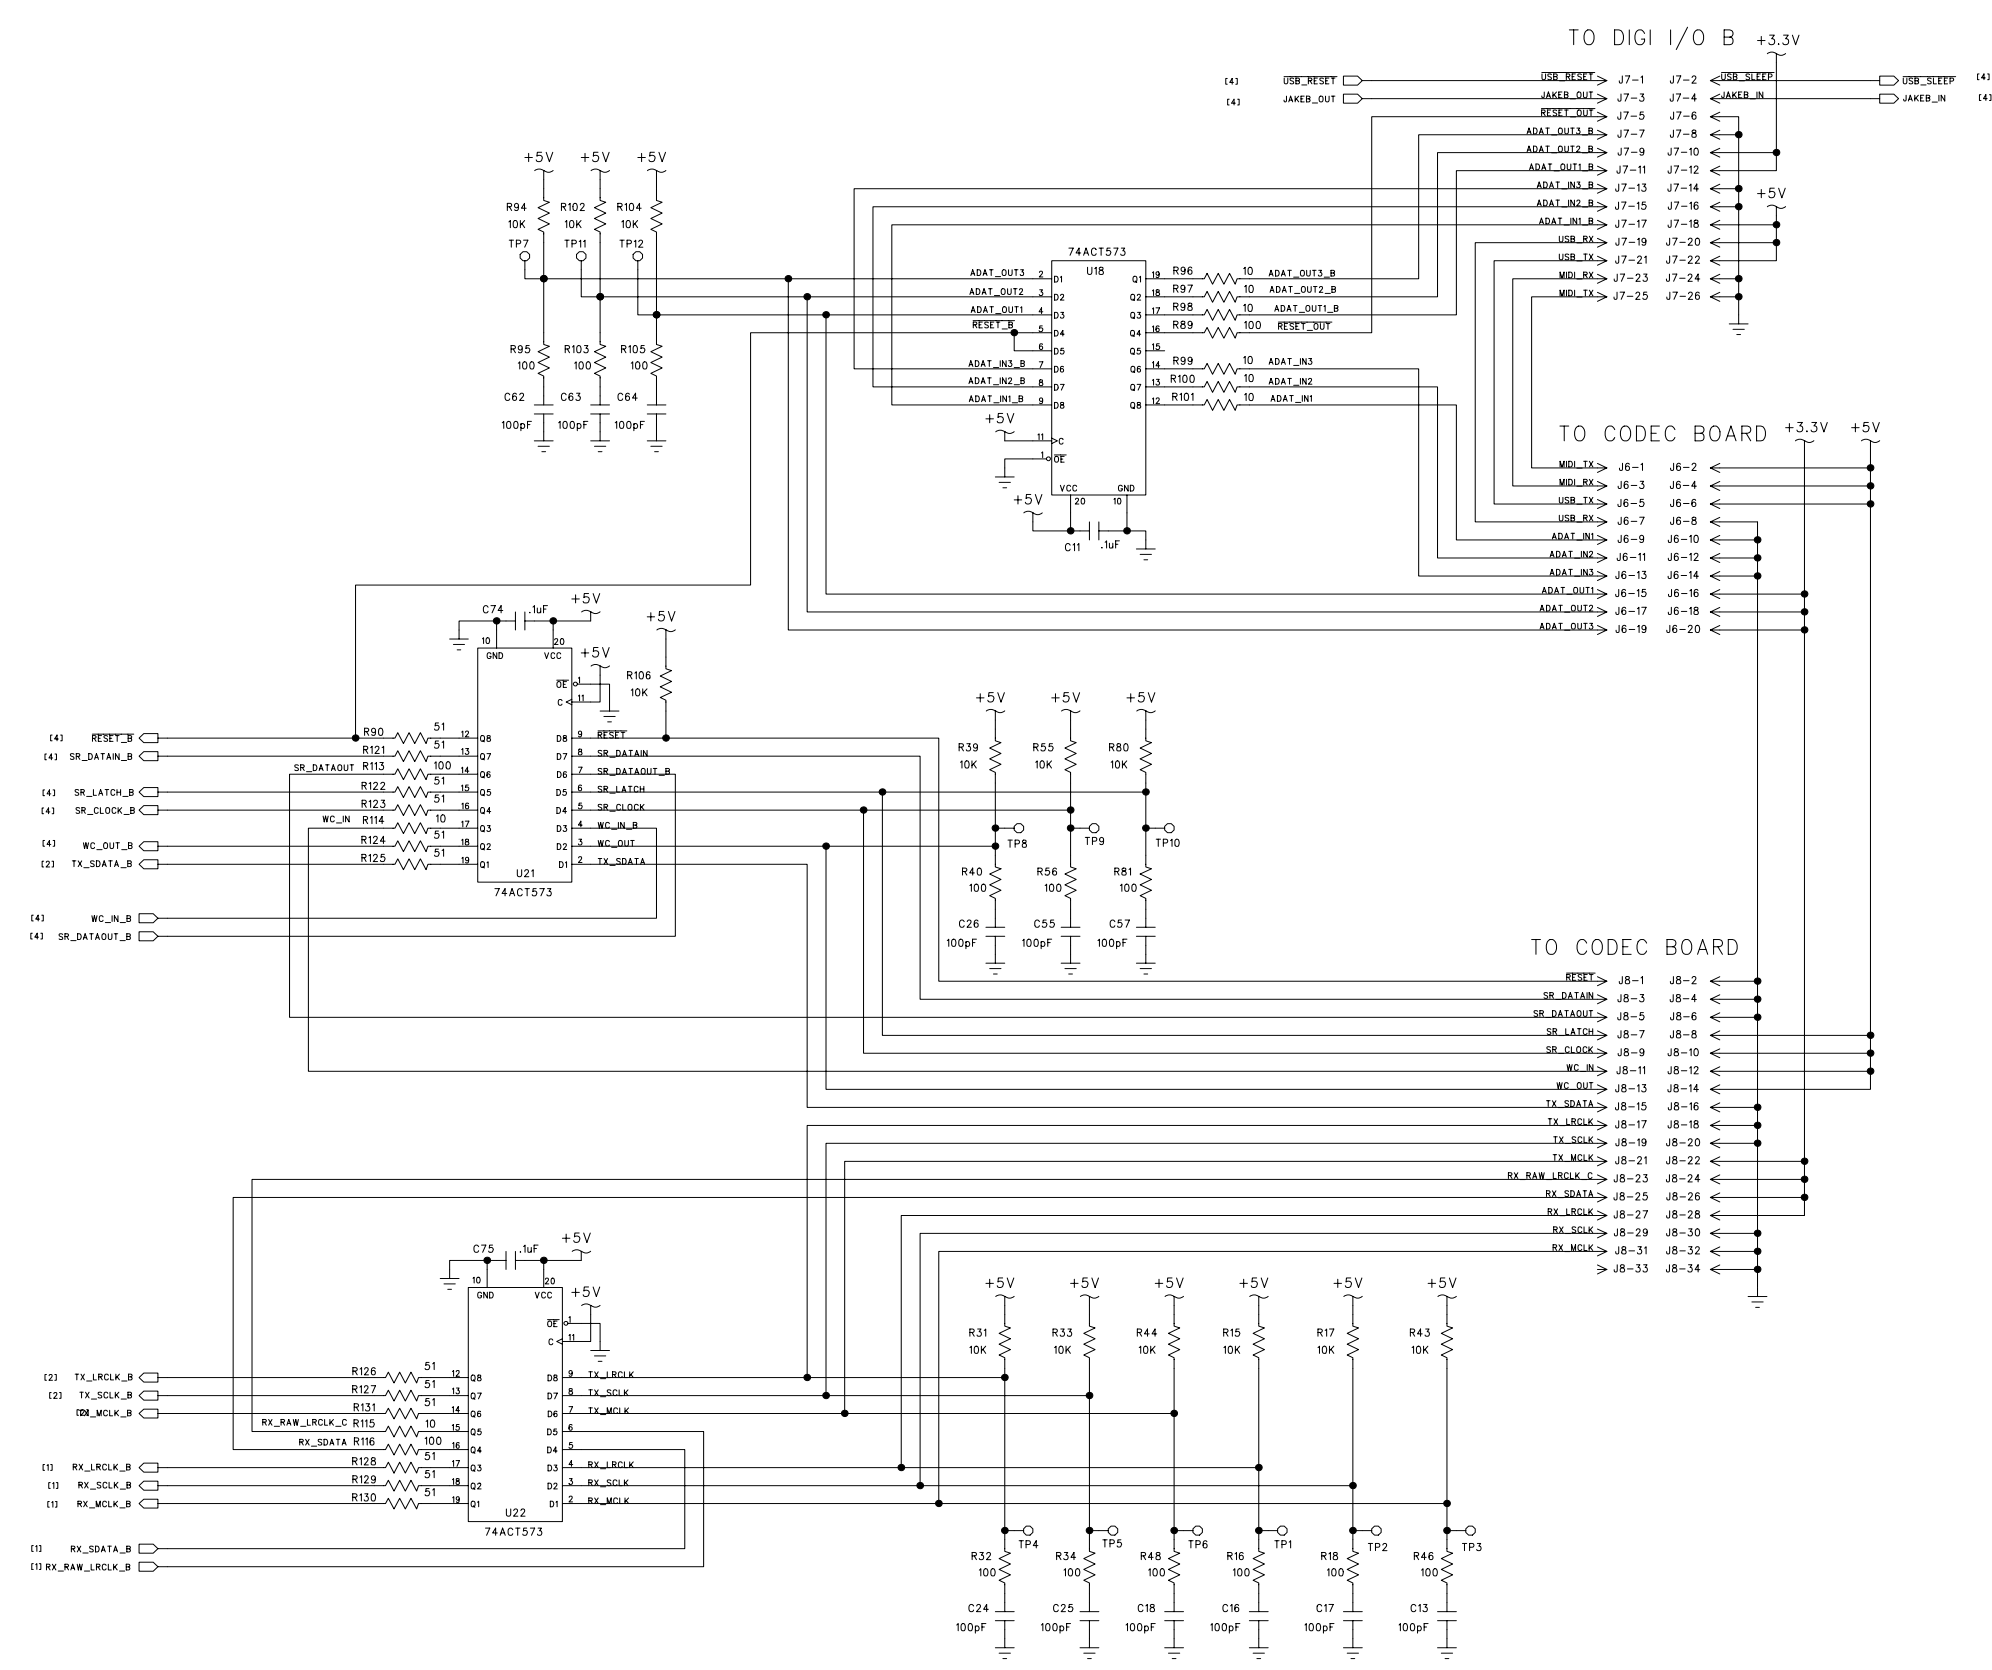 TO DIGI I/O B
+3.3V
[4] USB_RESET USB_RESET J7-1 J7-2 USB_SLEEP USB_SLEEP [4]
[4] JAKEB_OUT JAKEB_OUT J7-3 J7-4 JAKEB_IN JAKEB_IN [4]
RESET_OUT J7-5 J7-6
ADAT_OUT3_B J7-7 J7-8
ADAT_OUT2_B J7-9 J7-10
ADAT_OUT1_B J7-11 J7-12
ADAT_IN3_B J7-13 J7-14
+5V
ADAT_IN2_B J7-15 J7-16
ADAT_IN1_B J7-17 J7-18
USB_RX J7-19 J7-20
USB_TX J7-21 J7-22
MIDI_RX J7-23 J7-24
MIDI_TX J7-25 J7-26
+5V +5V +5V
R94 R102 R104
10K 10K 10K
TP7 TP11 TP12
R95 R103 R105
100 100 100
C62 C63 C64
100pF 100pF 100pF
74ACT573
U18
ADAT_OUT3 2 D1 Q1 19 R96 10 ADAT_OUT3_B
ADAT_OUT2 3 D2 Q2 18 R97 10 ADAT_OUT2_B
ADAT_OUT1 4 D3 Q3 17 R98 10 ADAT_OUT1_B
RESET_B 5 D4 Q4 16 R89 100 RESET_OUT
6 D5 Q5 15
ADAT_IN3_B 7 D6 Q6 14 R99 10 ADAT_IN3
ADAT_IN2_B 8 D7 Q7 13 R100 10 ADAT_IN2
ADAT_IN1_B 9 D8 Q8 12 R101 10 ADAT_IN1
+5V
11 C
1 OE
VCC GND
+5V 20 10
C11 .1uF
TO CODEC BOARD +3.3V +5V
MIDI_TX J6-1 J6-2
MIDI_RX J6-3 J6-4
USB_TX J6-5 J6-6
USB_RX J6-7 J6-8
ADAT_IN1 J6-9 J6-10
ADAT_IN2 J6-11 J6-12
ADAT_IN3 J6-13 J6-14
ADAT_OUT1 J6-15 J6-16
ADAT_OUT2 J6-17 J6-18
ADAT_OUT3 J6-19 J6-20
C74 .1uF +5V
10 20
GND VCC
+5V
OE 1
C 11
+5V
R106
10K
[4] RESET_B R90 51 12 Q8 D8 9 RESET
[4] SR_DATAIN_B R121 51 13 Q7 D7 8 SR_DATAIN
SR_DATAOUT R113 100 14 Q6 D6 7 SR_DATAOUT_B
[4] SR_LATCH_B R122 51 15 Q5 D5 6 SR_LATCH
[4] SR_CLOCK_B R123 51 16 Q4 D4 5 SR_CLOCK
WC_IN R114 10 17 Q3 D3 4 WC_IN_B
[4] WC_OUT_B R124 51 18 Q2 D2 3 WC_OUT
[2] TX_SDATA_B R125 51 19 Q1 D1 2 TX_SDATA
U21
74ACT573
[4] WC_IN_B
[4] SR_DATAOUT_B
+5V +5V +5V
R39 R55 R80
10K 10K 10K
TP8 TP9 TP10
R40 R56 R81
100 100 100
C26 C55 C57
100pF 100pF 100pF
TO CODEC BOARD
RESET J8-1 J8-2
SR_DATAIN J8-3 J8-4
SR_DATAOUT J8-5 J8-6
SR_LATCH J8-7 J8-8
SR_CLOCK J8-9 J8-10
WC_IN J8-11 J8-12
WC_OUT J8-13 J8-14
TX_SDATA J8-15 J8-16
TX_LRCLK J8-17 J8-18
TX_SCLK J8-19 J8-20
TX_MCLK J8-21 J8-22
RX_RAW_LRCLK_C J8-23 J8-24
RX_SDATA J8-25 J8-26
RX_LRCLK J8-27 J8-28
RX_SCLK J8-29 J8-30
RX_MCLK J8-31 J8-32
J8-33 J8-34
C75 .1uF +5V
10 20
GND VCC
+5V
OE 1
C 11
[2] TX_LRCLK_B R126 51 12 Q8 D8 9 TX_LRCLK
[2] TX_SCLK_B R127 51 13 Q7 D7 8 TX_SCLK
_MCLK_B R131 51 14 Q6 D6 7 TX_MCLK
RX_RAW_LRCLK_C R115 10 15 Q5 D5 6
RX_SDATA R116 100 16 Q4 D4 5
[1] RX_LRCLK_B R128 51 17 Q3 D3 4 RX_LRCLK
[1] RX_SCLK_B R129 51 18 Q2 D2 3 RX_SCLK
[1] RX_MCLK_B R130 51 19 Q1 D1 2 RX_MCLK
U22
74ACT573
[1] RX_SDATA_B
[1] RX_RAW_LRCLK_B
+5V +5V +5V +5V +5V +5V
R31 R33 R44 R15 R17 R43
10K 10K 10K 10K 10K 10K
TP4 TP5 TP6 TP1 TP2 TP3
R32 R34 R48 R16 R18 R46
100 100 100 100 100 100
C24 C25 C18 C16 C17 C13
100pF 100pF 100pF 100pF 100pF 100pF